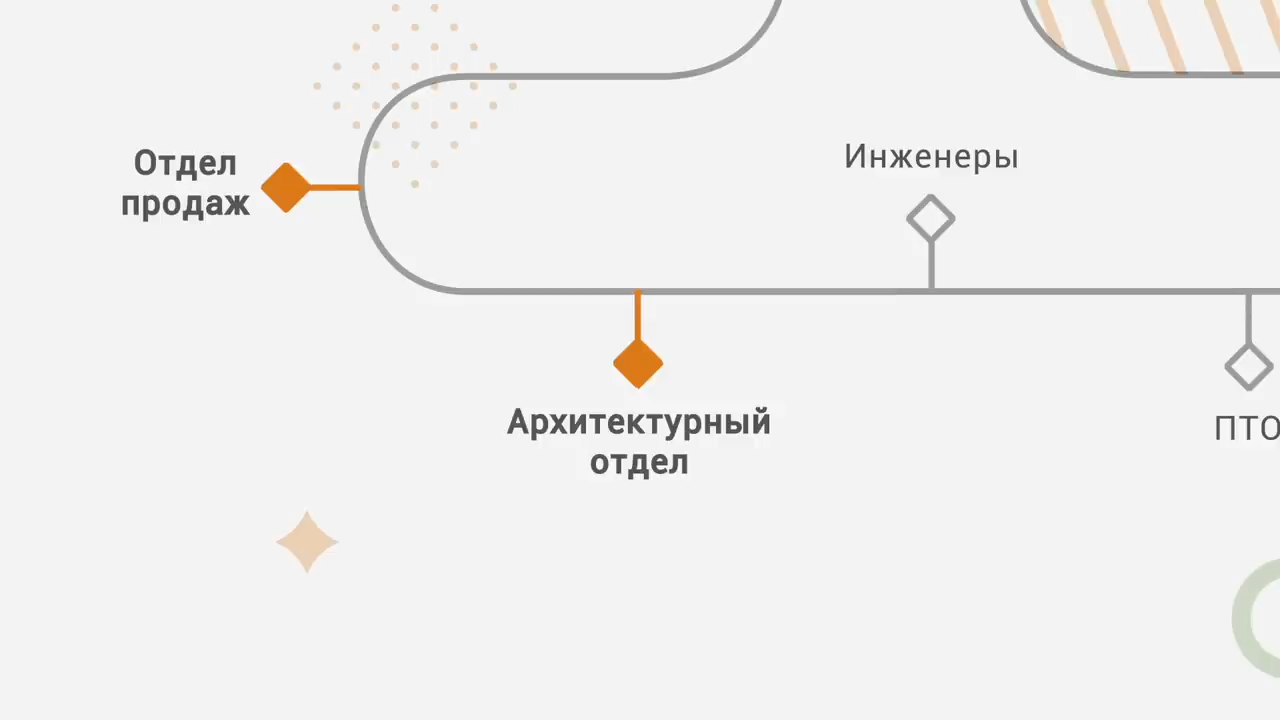 Отдел
продаж
Инженеры
Архитектурный
отдел
ПТО